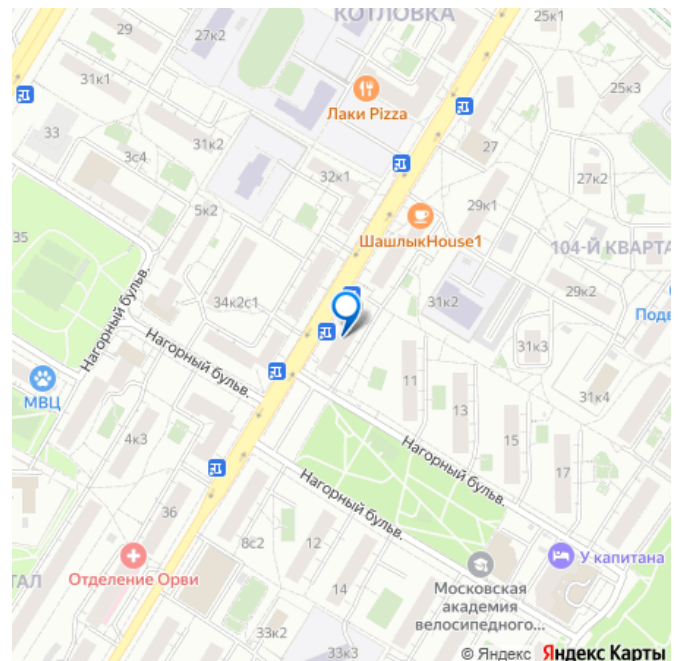 КОТЛОВКА
25к1
29
27к2
31к1
25к3
Лаки Pizza
33
31к2
27
3с4
32к1
27к2
5к2
29к1
35
ШашлыкHouse1
104-Й КВАРТА
34к2с1
31к2
29к2
Нагорный бульв.
Подв
Нагорный бульв.
31к3
МВЦ
11
31к4
13
4к3
15
Нагорный бульв.
17
Нагорный бульв.
36
8с2
12
У капитана
Отделение Орви
ТАЛ
14
Московская
академия
велосипедного...
33к2
33к3
© Яндекс Яндекс Карты